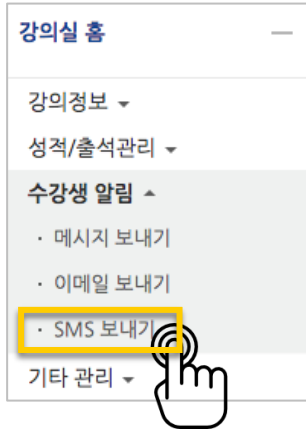 강의실 홈
강의정보
성적/출석관리
수강생 알림
· 메시지 보내기
· 이메일 보내기
· SMS 보내기
기타 관리